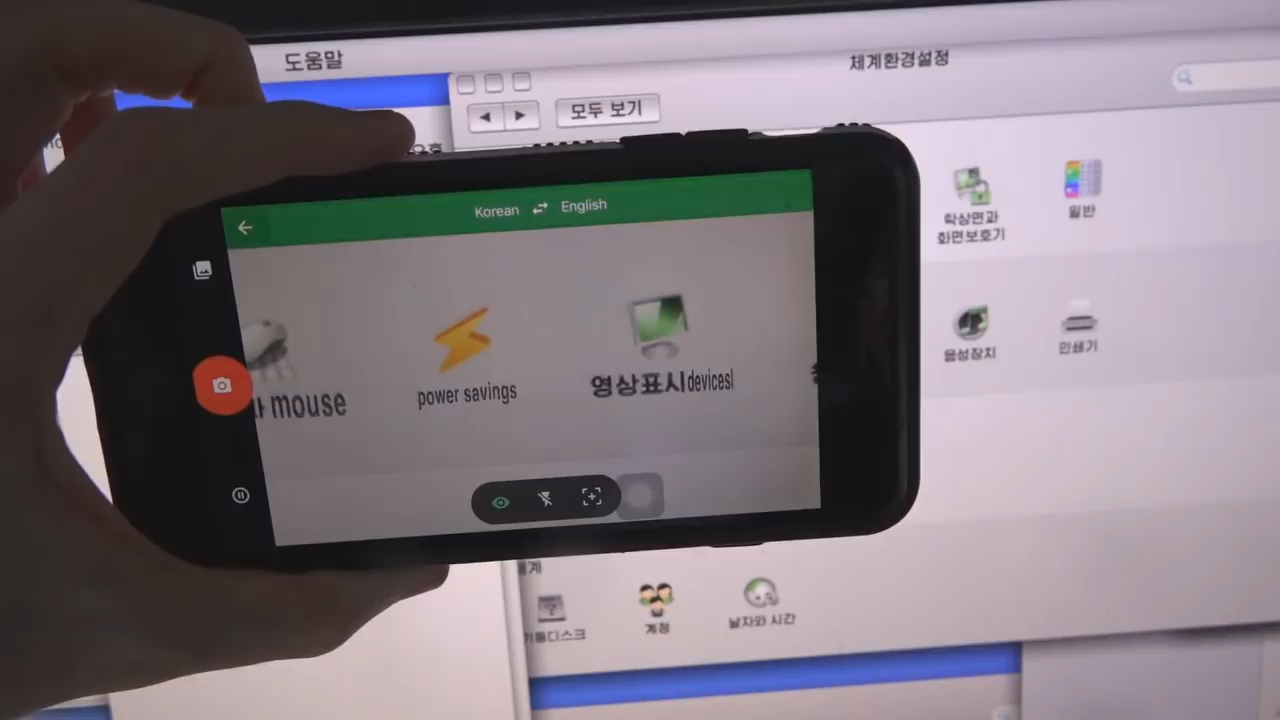 도움말
체계환경설정
모두 보기
Korean
English
탁상면과
화면보호기
일반
mouse
power savings
영상표시devices
음성장치
인쇄기
기동디스크
계정
날자와 시간